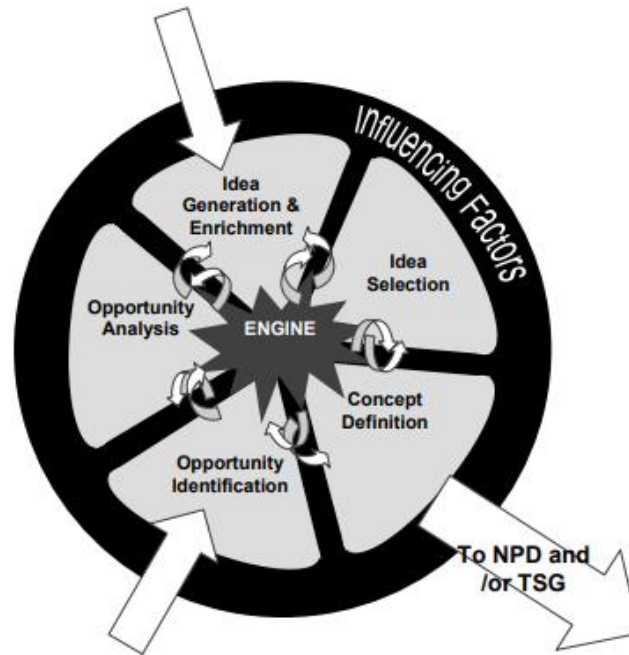 Influencing Factors
Idea
Generation &
Enrichment
Idea
Selection
Opportunity
Analysis
ENGINE
Concept
Definition
Opportunity
Identification
To NPD and
/or TSG